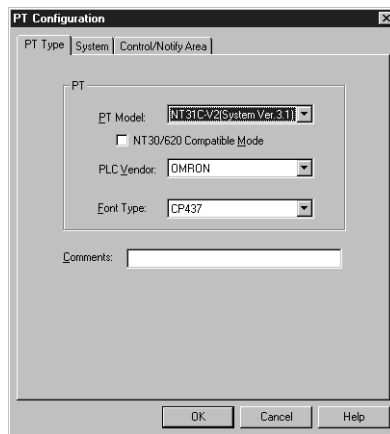 PT Configuration
PT Type System Control/Notify Area
PT
PT Model: NT31C-V2(System Ver.3.1)
NT30/620 Compatible Mode
PLC Vendor: OMRON
Font Type: CP437
Comments:
OK Cancel Help